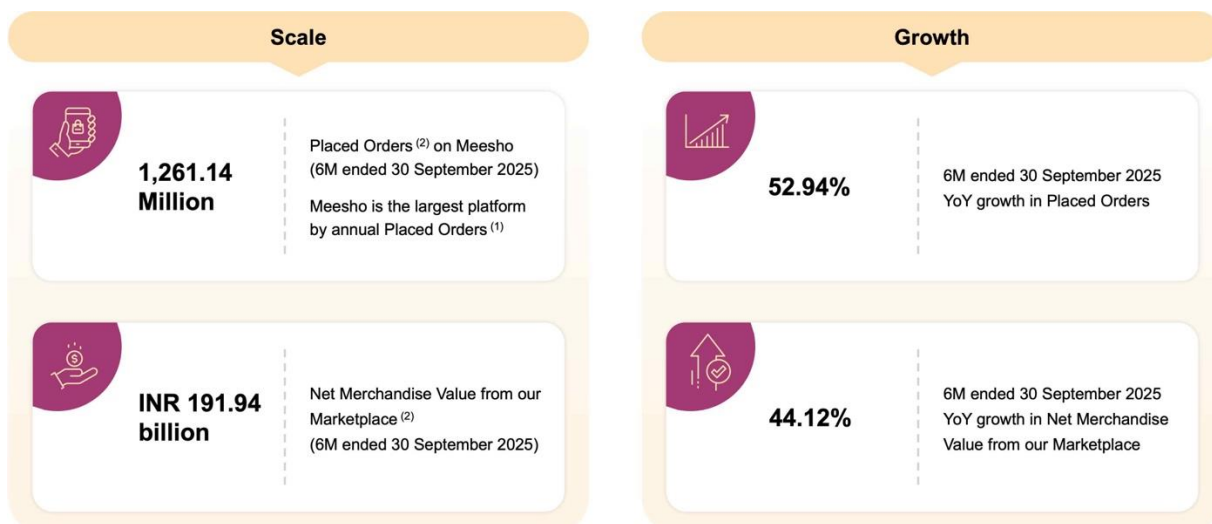 Scale
1,261.14
Million
Placed Orders (2) on Meesho
(6M ended 30 September 2025)
Meesho is the largest platform
by annual Placed Orders (1)
INR 191.94
billion
Net Merchandise Value from our
Marketplace (2)
(6M ended 30 September 2025)
Growth
52.94%
6M ended 30 September 2025
YoY growth in Placed Orders
44.12%
6M ended 30 September 2025
YoY growth in Net Merchandise
Value from our Marketplace